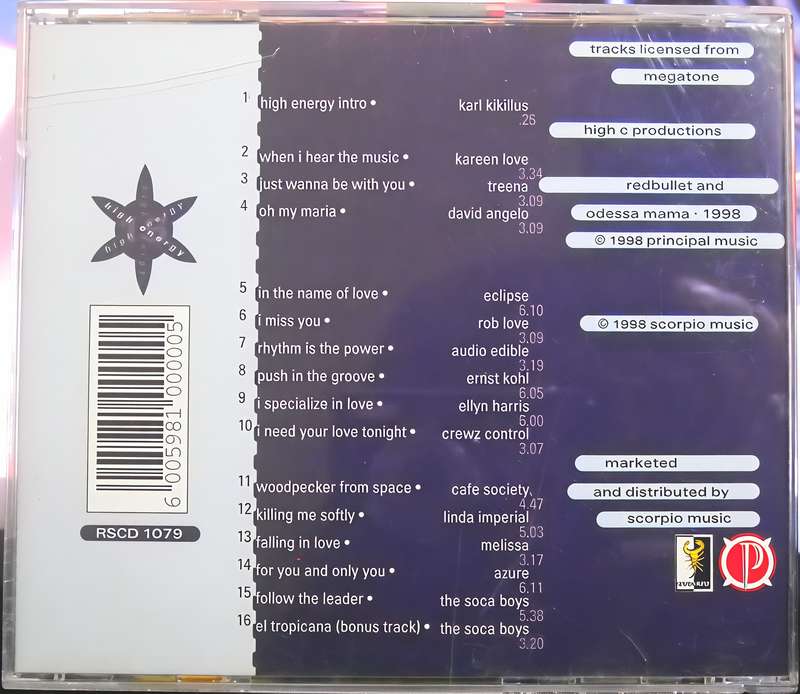 1 high energy intro • karl kikillus
.26
2 when i hear the music • kareen love
3.34
3 just wanna be with you • treena
3.09
4 oh my maria • david angelo
3.09
5 in the name of love • eclipse
6.10
6 i miss you • rob love
3.09
7 rhythm is the power • audio edible
3.19
8 push in the groove • ernst kohl
6.05
9 i specialize in love • ellyn harris
6.00
10 i need your love tonight • crewz control
3.07
11 woodpecker from space • cafe society
4.47
12 killing me softly • linda imperial
5.03
13 falling in love • melissa
3.17
14 for you and only you • azure
6.11
15 follow the leader • the soca boys
5.38
16 el tropicana (bonus track) • the soca boys
3.20
tracks licensed from
megatone
high c productions
redbullet and
odessa mama · 1998
© 1998 principal music
© 1998 scorpio music
marketed
and distributed by
scorpio music
high energy
high energy
6 005981 000005
RSCD 1079
P